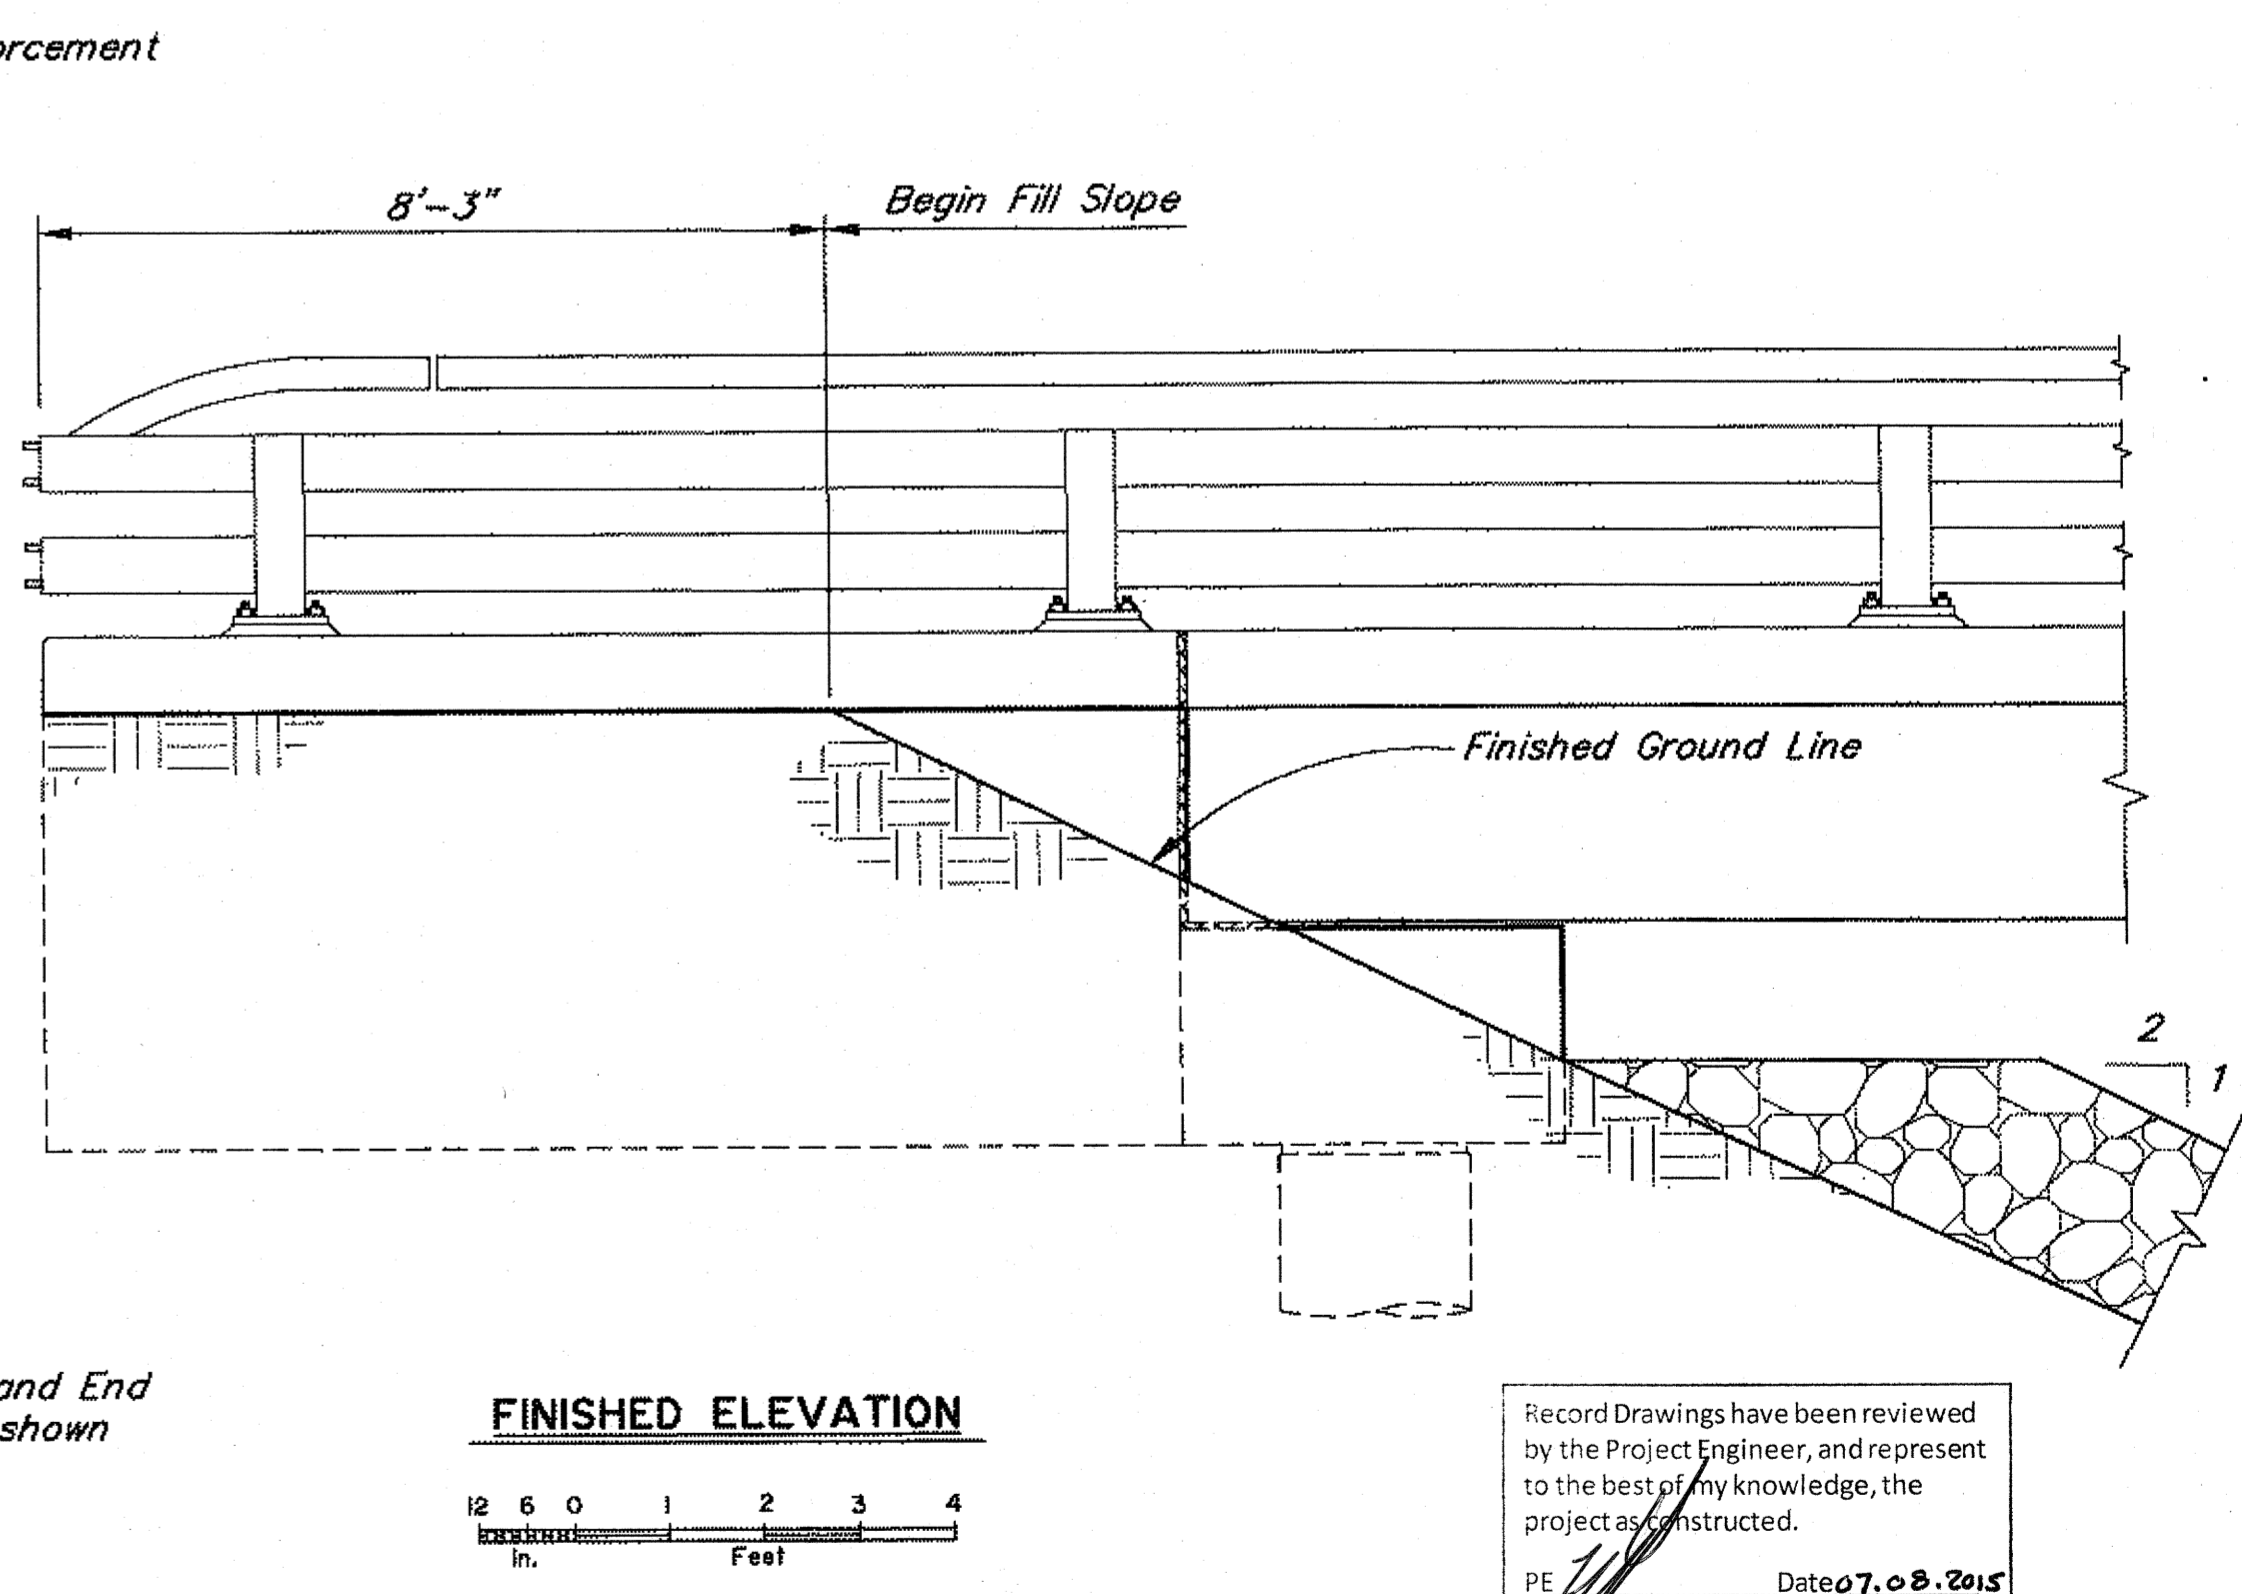 orcement
8'-3"
Begin Fill Slope
Finished Ground Line
2
1
and End
shown
FINISHED ELEVATION
12 6 0 1 2 3 4
In. Feet
Record Drawings have been reviewed
by the Project Engineer, and represent
to the best of my knowledge, the
project as constructed.
PE Date 07.08.2015